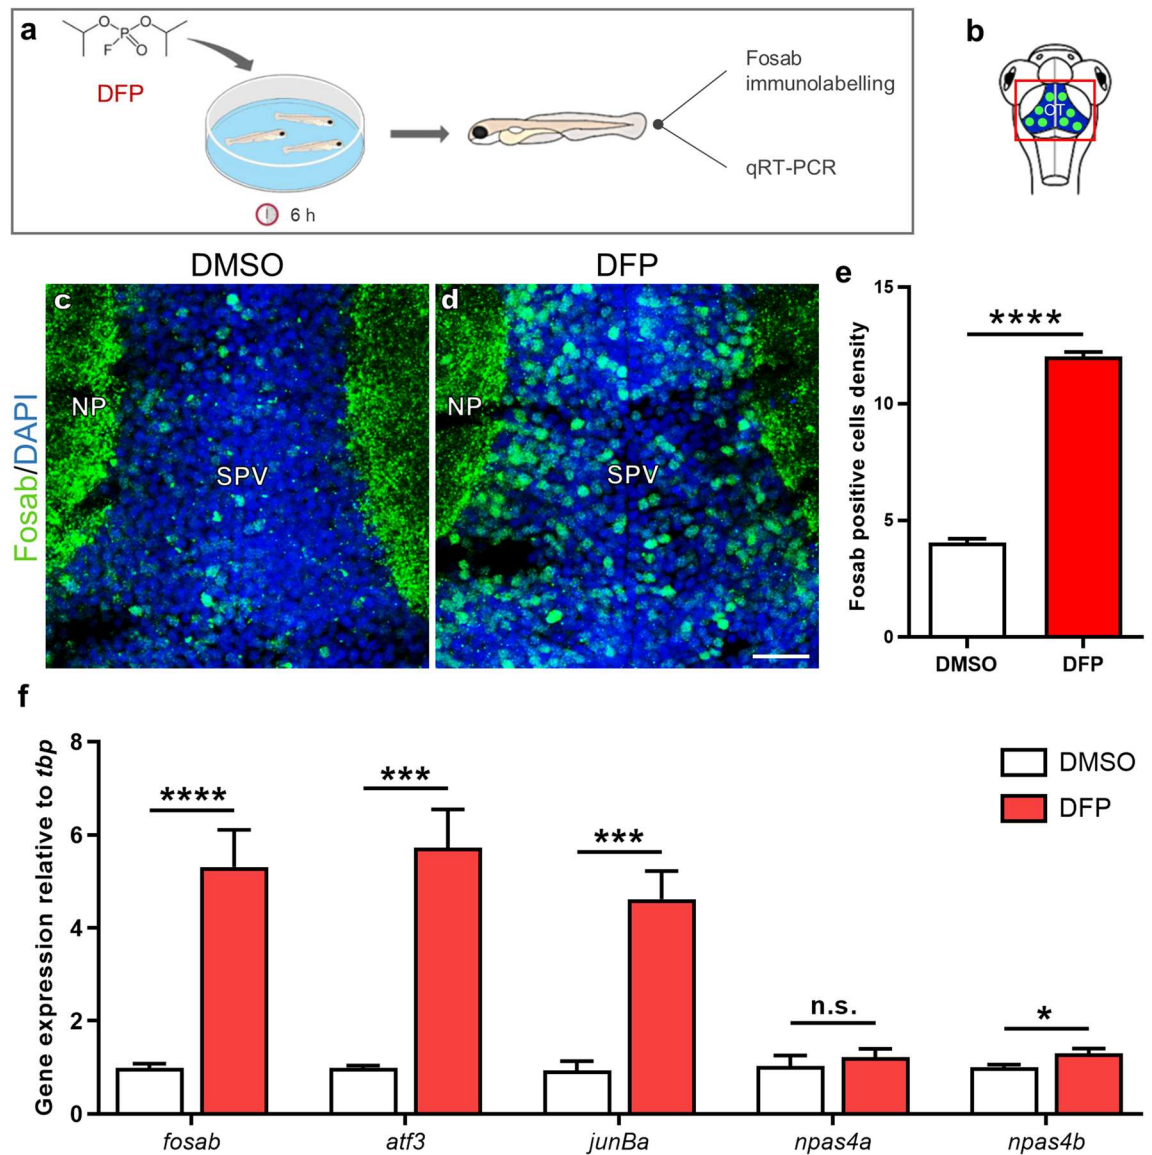 a
O
P
O
F
O
DFP
6 h
Fosab
immunolabelling
qRT-PCR
b
OT
DMSO
DFP
c
d
Fosab/DAPI
NP
SPV
NP
SPV
e
Fosab positive cells density
15
10
5
0
****
DMSO
DFP
f
Gene expression relative to tbp
8
6
4
2
0
****
***
***
n.s.
*
DMSO
DFP
fosab
atf3
junBa
npas4a
npas4b